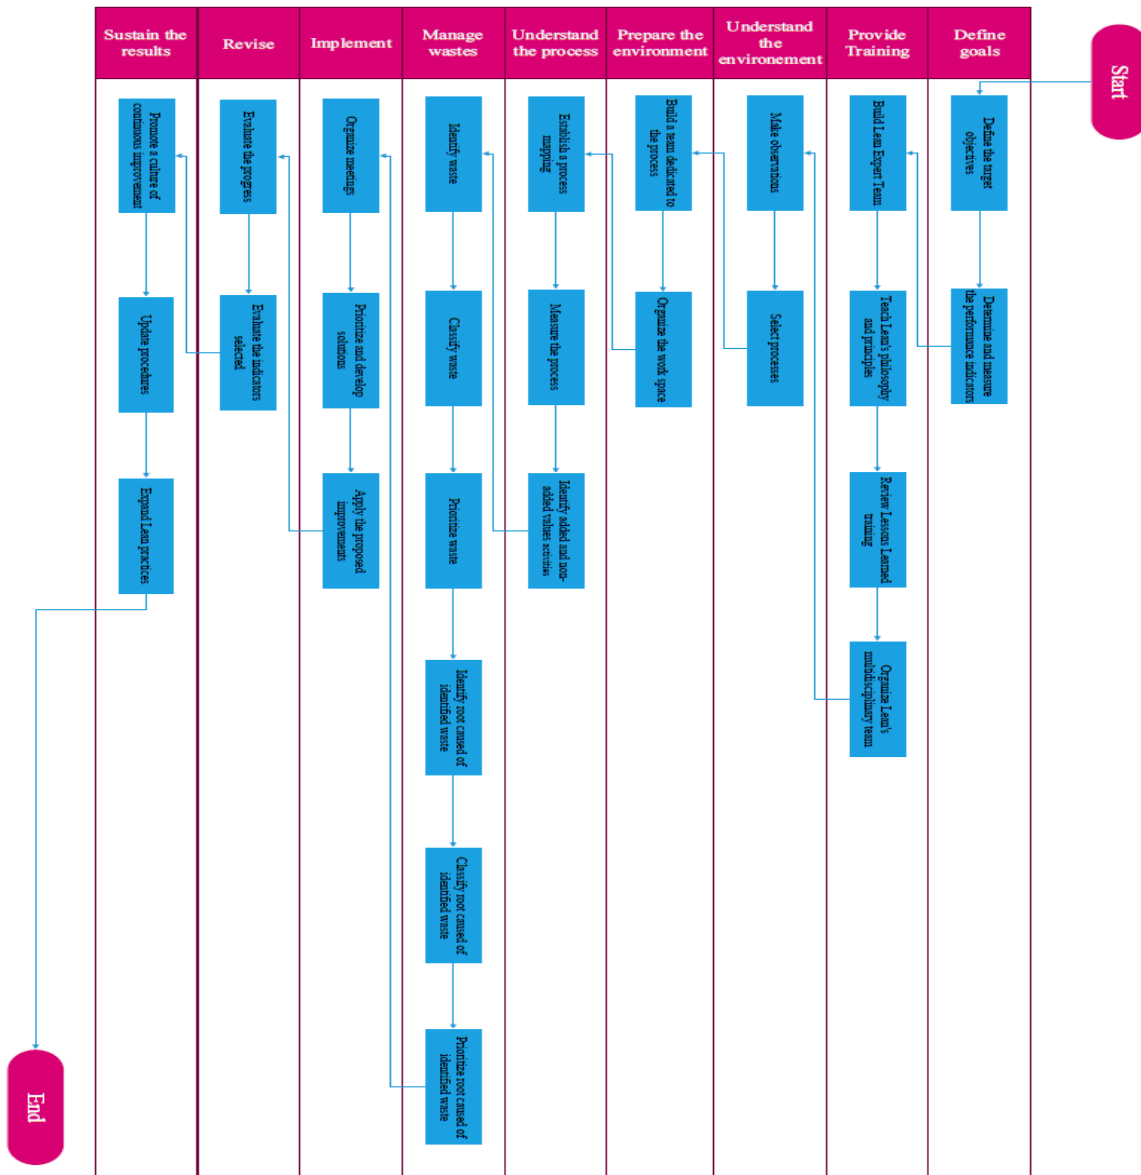 Start
Define
goals
Define the target
objectives
Determine and measure
the performance indicators
Provide
Training
Build Lean Expert Team
Teach Lean's philosophy
and principles
Review Lessons Learned
training
Organize Lean's
multidisciplinary team
Understand
the
environement
Make observations
Select processes
Prepare the
environment
Build a team dedicated to
the process
Organize the work space
Understand
the process
Establish a process
mapping
Measure the process
Identify added and non-
added values activities
Manage
wastes
Identify waste
Classify waste
Prioritize waste
Identify root caused of
identified waste
Classify root caused of
identified waste
Prioritize root caused of
identified waste
Implement
Organize meetings
Prioritize and develop
solutions
Apply the proposed
improvements
Revise
Evaluate the progress
Evaluate the indicators
selected
Sustain the
results
Promote a culture of
continuous improvement
Update procedures
Expand Lean practices
End